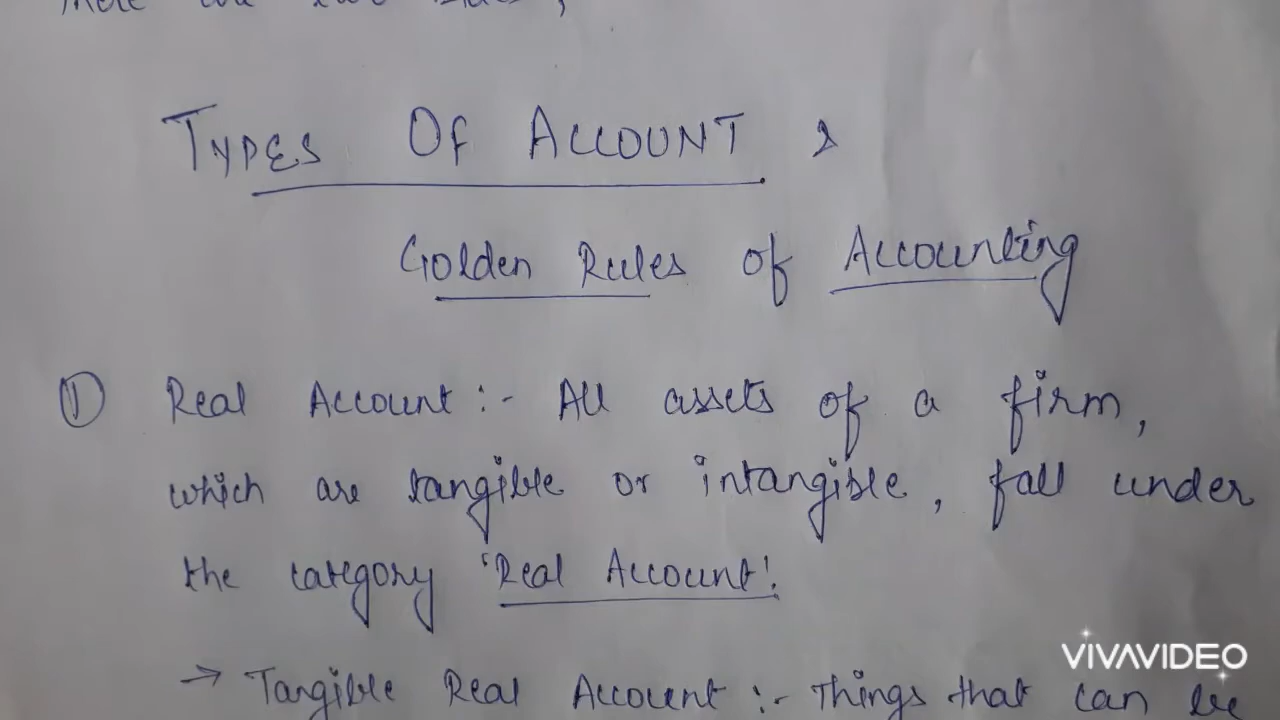 TYPES OF ACCOUNT &
Golden Rules of Accounting
① Real Account :- All assets of a firm,
which are tangible or intangible, fall under
the category 'Real Account'.
→ Tangible Real Account :- Things that can be
VIVAVIDEO